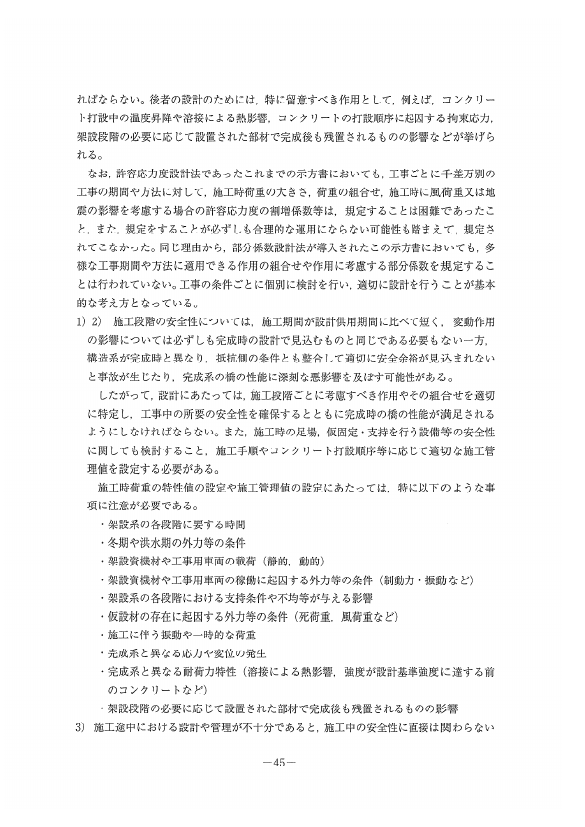 ればならない。後者の設計のためには，特に留意すべき作用として，例えば，コンクリー
ト打設中の温度昇降や溶接による熱影響，コンクリートの打設順序に起因する拘束応力，
架設段階の必要に応じて設置された部材で完成後も残置されるものの影響などが挙げら
れる。
なお，許容応力度設計法であったこれまでの示方書においても，工事ごとに千差万別の
工事の期間や方法に対して，施工時荷重の大きさ，荷重の組合せ，施工時に風荷重又は地
震の影響を考慮する場合の許容応力度の割増係数等は，規定することは困難であったこ
と，また，規定をすることが必ずしも合理的な運用にならない可能性も踏まえて，規定さ
れてこなかった。同じ理由から，部分係数設計法が導入されたこの示方書においても，多
様な工事期間や方法に適用できる作用の組合せや作用に考慮する部分係数を規定するこ
とは行われていない。工事の条件ごとに個別に検討を行い，適切に設計を行うことが基本
的な考え方となっている。
1）2） 施工段階の安全性については，施工期間が設計供用期間に比べて短く，変動作用
の影響については必ずしも完成時の設計で見込むものと同じである必要もない一方，
構造系が完成時と異なり，抵抗側の条件とも整合して適切に安全余裕が見込まれない
と事故が生じたり，完成系の橋の性能に深刻な悪影響を及ぼす可能性がある。
したがって，設計にあたっては，施工段階ごとに考慮すべき作用やその組合せを適切
に特定し，工事中の所要の安全性を確保するとともに完成時の橋の性能が満足される
ようにしなければならない。また，施工時の足場，仮固定・支持を行う設備等の安全性
に関しても検討すること，施工手順やコンクリート打設順序等に応じて適切な施工管
理値を設定する必要がある。
施工時荷重の特性値の設定や施工管理値の設定にあたっては，特に以下のような事
項に注意が必要である。
・架設系の各段階に要する時間
・冬期や洪水期の外力等の条件
・架設資機材や工事用車両の載荷（静的，動的）
・架設資機材や工事用車両の稼働に起因する外力等の条件（制動力・振動など）
・架設系の各段階における支持条件や不均等が与える影響
・仮設材の存在に起因する外力等の条件（死荷重，風荷重など）
・施工に伴う振動や一時的な荷重
・完成系と異なる応力や変位の発生
・完成系と異なる耐荷力特性（溶接による熱影響，強度が設計基準強度に達する前
のコンクリートなど）
・架設段階の必要に応じて設置された部材で完成後も残置されるものの影響
3）施工途中における設計や管理が不十分であると，施工中の安全性に直接は関わらない
―45―